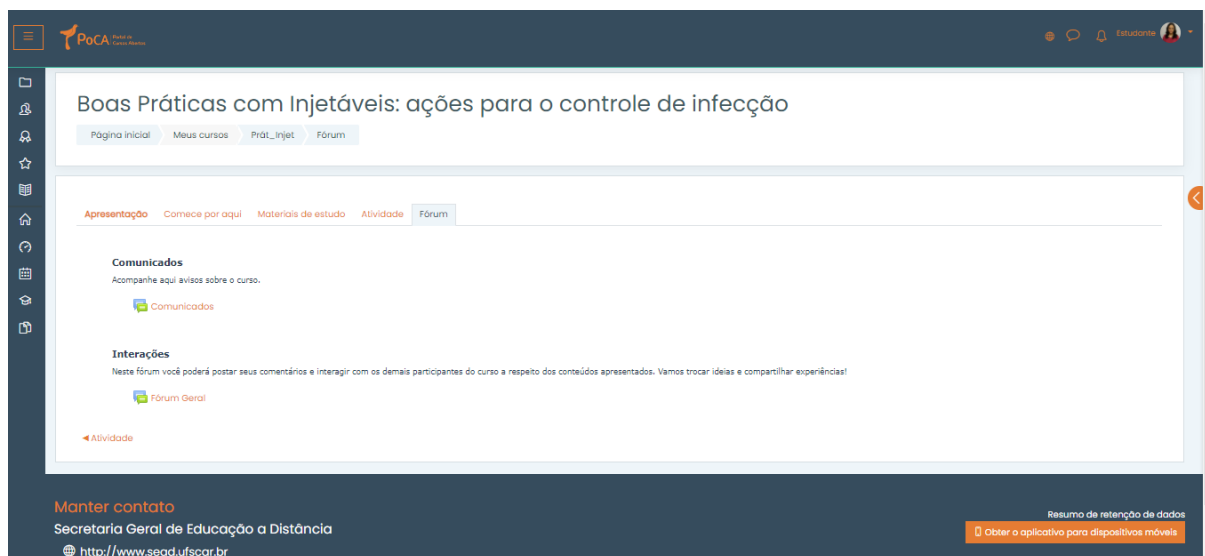 PoCA Portal de Cursos Abertos
Estudante
Boas Práticas com Injetáveis: ações para o controle de infecção
Página inicial Meus cursos Prát_Injet Fórum
Apresentação Comece por aqui Materiais de estudo Atividade Fórum
Comunicados
Acompanhe aqui avisos sobre o curso.
Comunicados
Interações
Neste fórum você poderá postar seus comentários e interagir com os demais participantes do curso a respeito dos conteúdos apresentados. Vamos trocar ideias e compartilhar experiências!
Fórum Geral
◄ Atividade
Manter contato
Secretaria Geral de Educação a Distância
http://www.sead.ufscar.br
Resumo de retenção de dados
Obter o aplicativo para dispositivos móveis